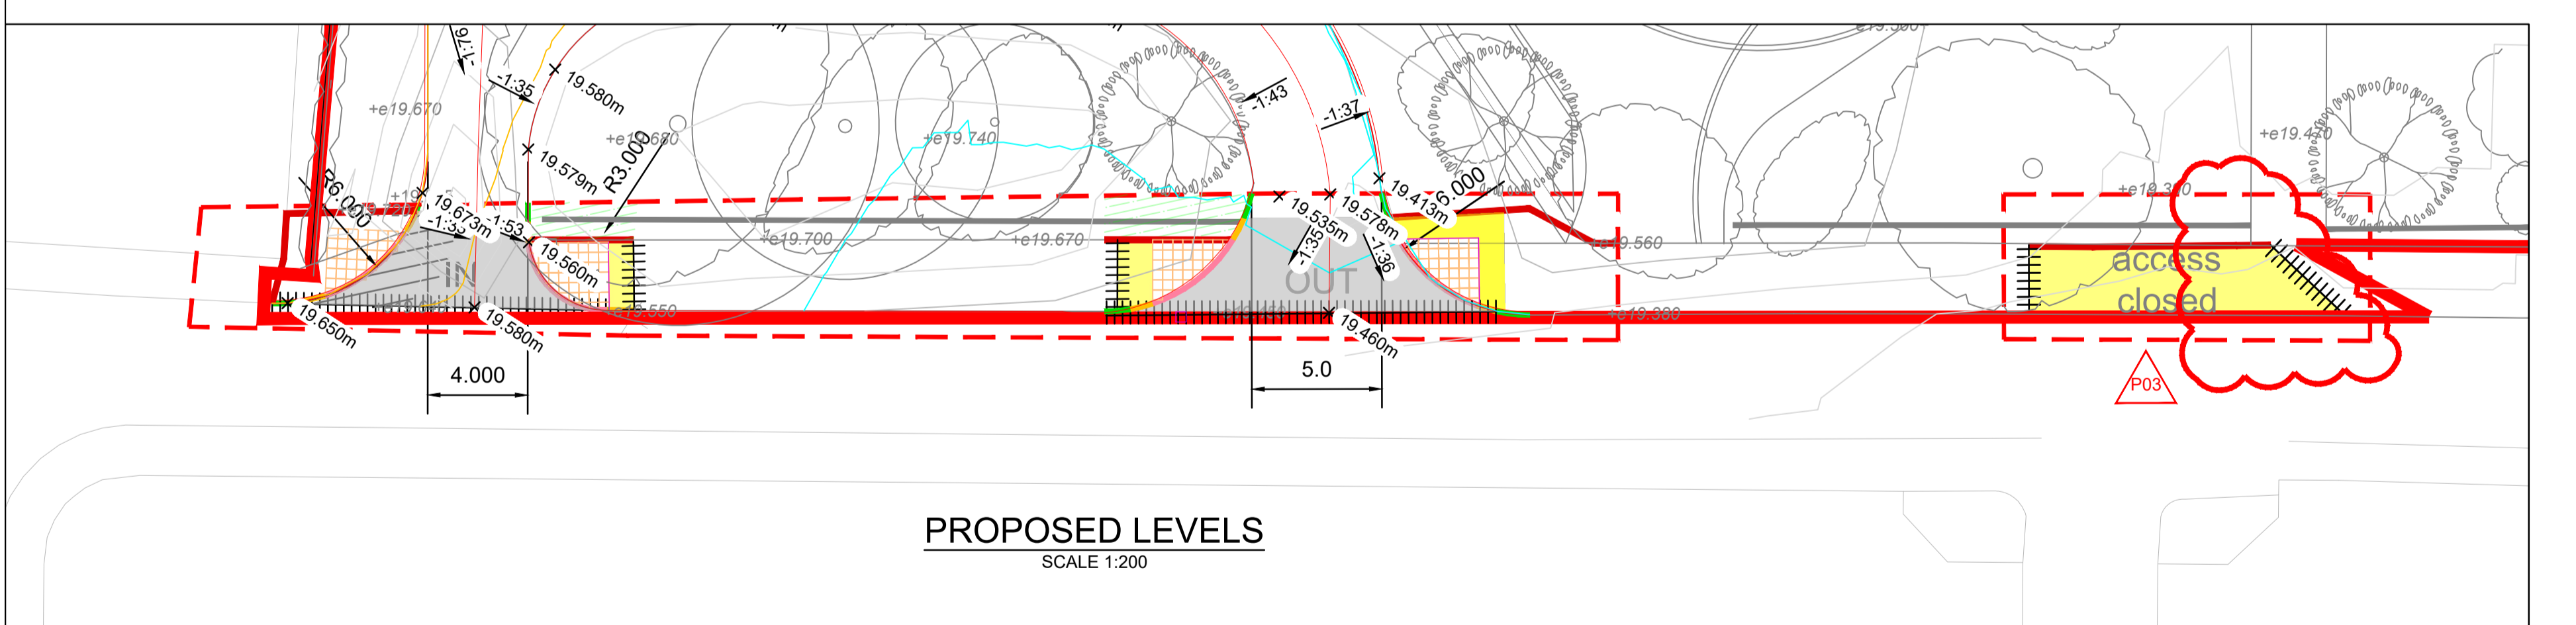 -1:76
-1:35
19.580m
+e19.670
+e19.680
R3.000
+e19.740
-1:43
-1:37
+e19.500
+e19.470
19.579m
R6.000
19.673m
-1:53
19.413m
6.000
19.535m
19.578m
-1:35
-1:36
+e19.700
+e19.670
+e19.560
19.560m
IN
OUT
access
closed
19.650m
19.580m
+e19.550
19.460m
+e19.380
4.000
5.0
P03
PROPOSED LEVELS
SCALE 1:200